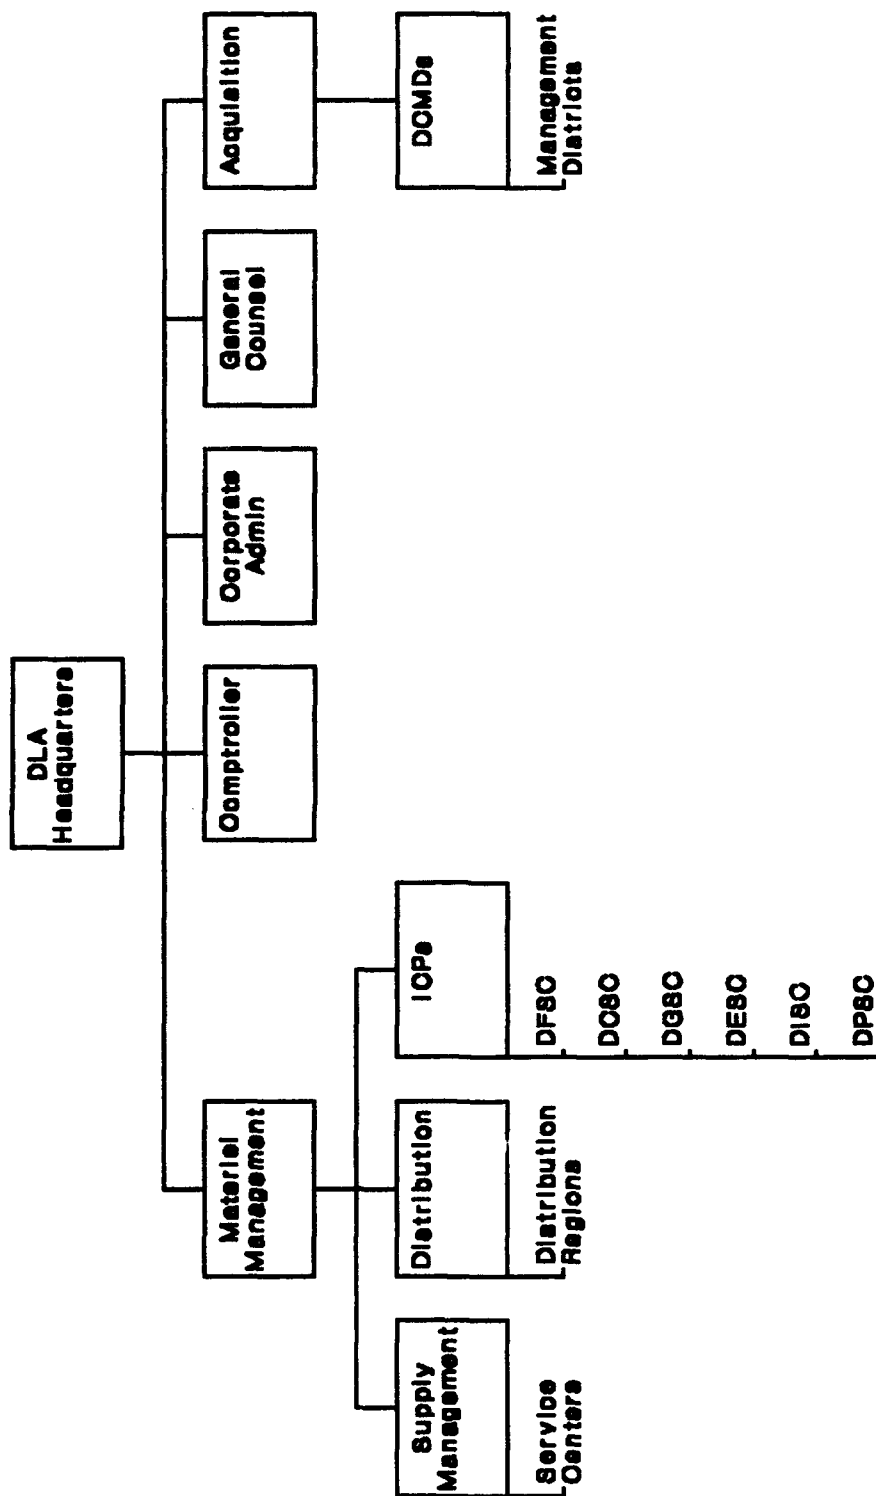 DLA
Headquarters
Materiel
Management
Comptroller
Corporate
Admin
General
Counsel
Acquisition
Supply
Management
Distribution
ICPs
DCMDs
Service
Centers
Distribution
Regions
DFSC
DCSC
DGSC
DESC
DISC
DPSC
Management
Districts